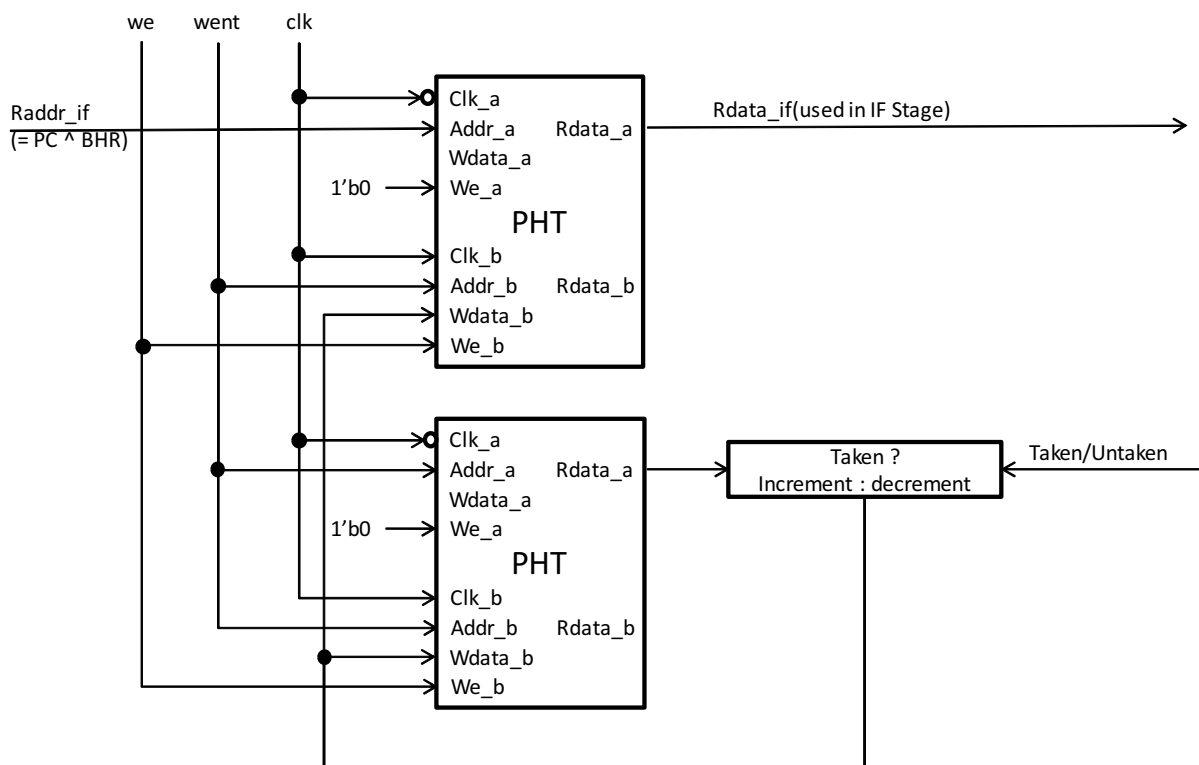 we went clk
Raddr_if
(= PC ^ BHR)
Clk_a
Addr_a Rdata_a
Wdata_a
1'b0 We_a
PHT
Clk_b
Addr_b Rdata_b
Wdata_b
We_b
Rdata_if(used in IF Stage)
Clk_a
Addr_a Rdata_a
Wdata_a
1'b0 We_a
PHT
Clk_b
Addr_b Rdata_b
Wdata_b
We_b
Taken ?
Increment : decrement
Taken/Untaken